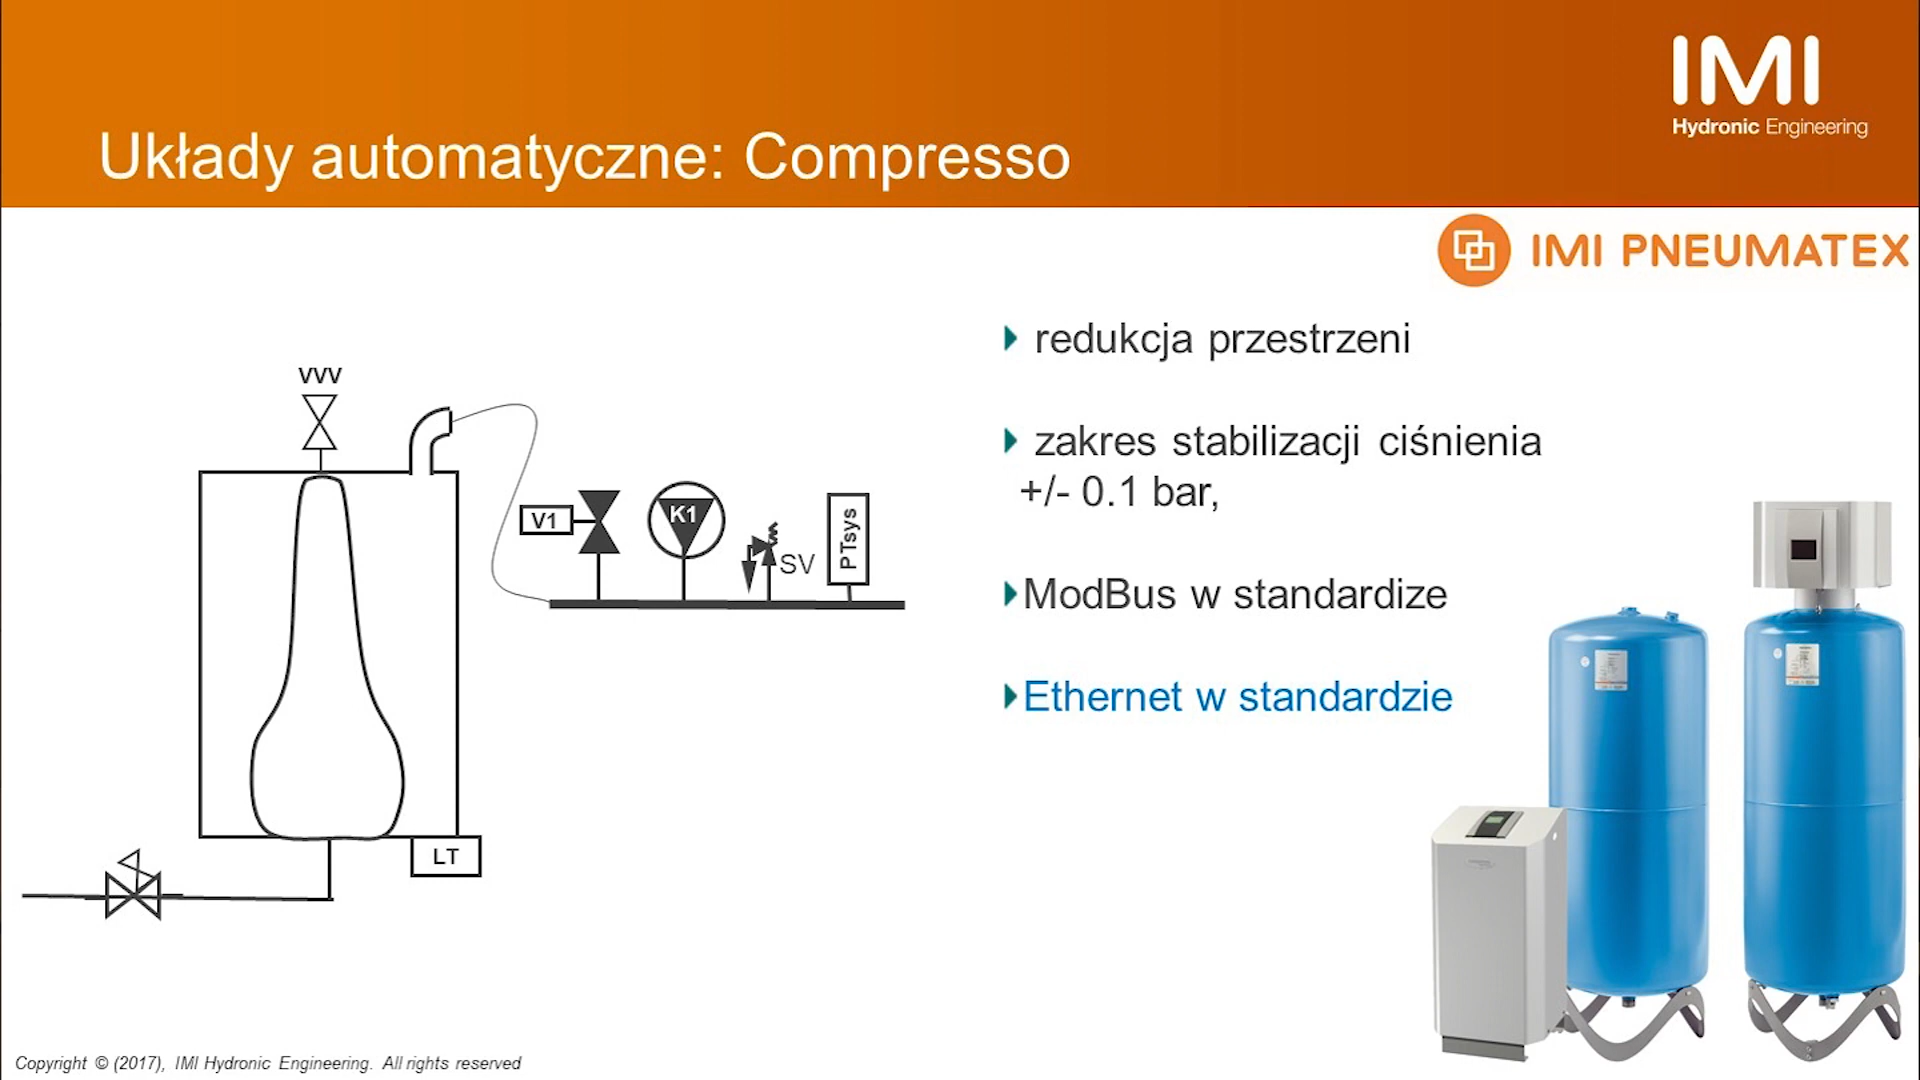 IMI
Hydronic Engineering
Układy automatyczne: Compresso
IMI PNEUMATEX
redukcja przestrzeni
zakres stabilizacji ciśnienia
+/- 0.1 bar,
ModBus w standardize
Ethernet w standardzie
VVV
V1
K1
SV
PTsys
LT
Copyright © (2017), IMI Hydronic Engineering. All rights reserved